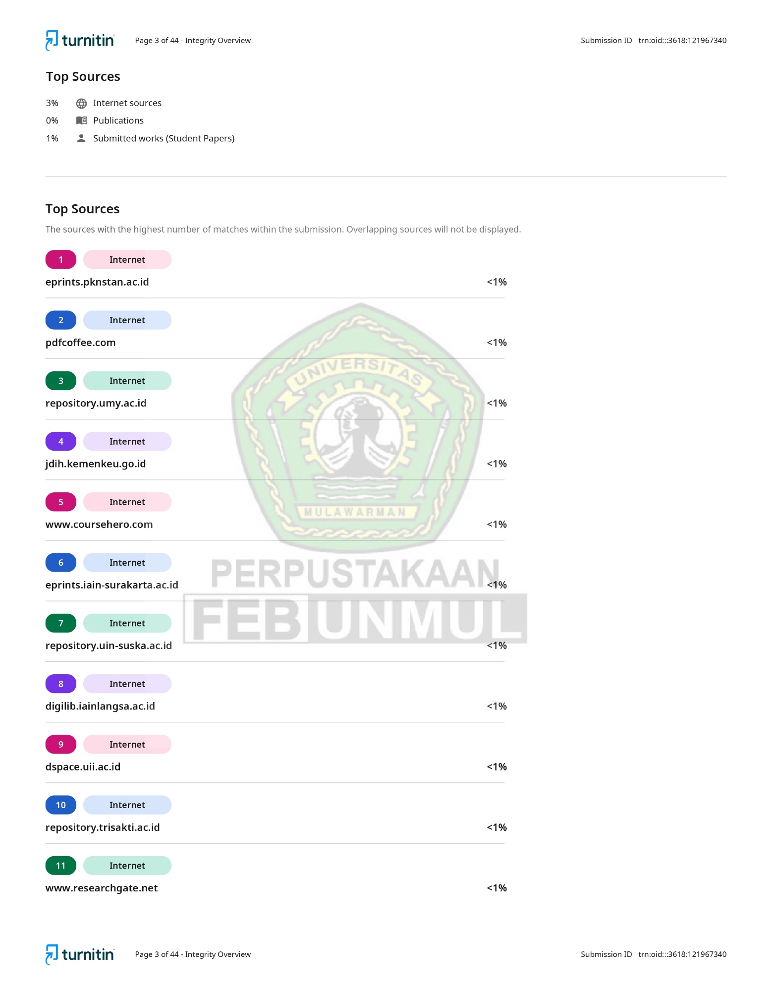 turnitin Page 3 of 44 - Integrity Overview Submission ID trn:oid:::3618:121967340
Top Sources
3% Internet sources
0% Publications
1% Submitted works (Student Papers)
Top Sources
The sources with the highest number of matches within the submission. Overlapping sources will not be displayed.
1 Internet
eprints.pknstan.ac.id <1%
2 Internet
pdfcoffee.com <1%
3 Internet
repository.umy.ac.id <1%
4 Internet
jdih.kemenkeu.go.id <1%
5 Internet
www.coursehero.com <1%
6 Internet
eprints.iain-surakarta.ac.id <1%
7 Internet
repository.uin-suska.ac.id <1%
8 Internet
digilib.iainlangsa.ac.id <1%
9 Internet
dspace.uii.ac.id <1%
10 Internet
repository.trisakti.ac.id <1%
11 Internet
www.researchgate.net <1%
UNIVERSITAS
MULAWARMAN
PERPUSTAKAAN
FEB UNMUL
turnitin Page 3 of 44 - Integrity Overview Submission ID trn:oid:::3618:121967340